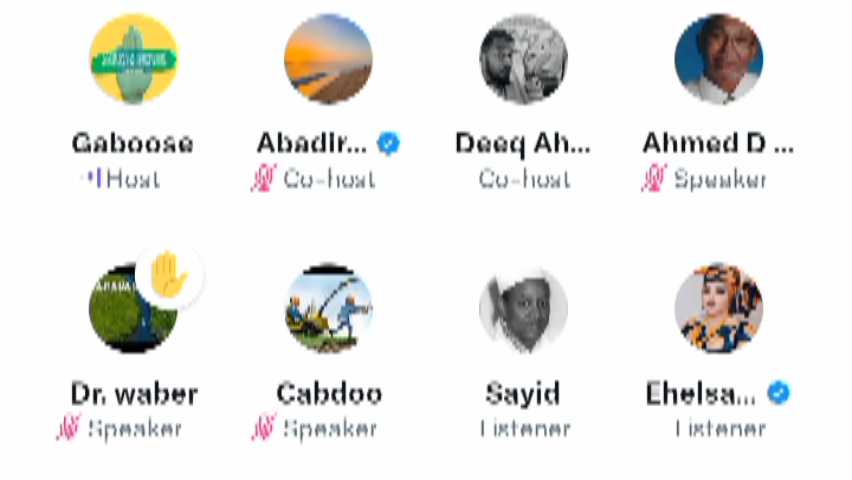 Gaboose Abadir... Deeq Ah... Ahmed D ...
Host Co-host Co-host Speaker
Dr. waber Cabdoo Sayid Ehelsa...
Speaker Speaker Listener Listener